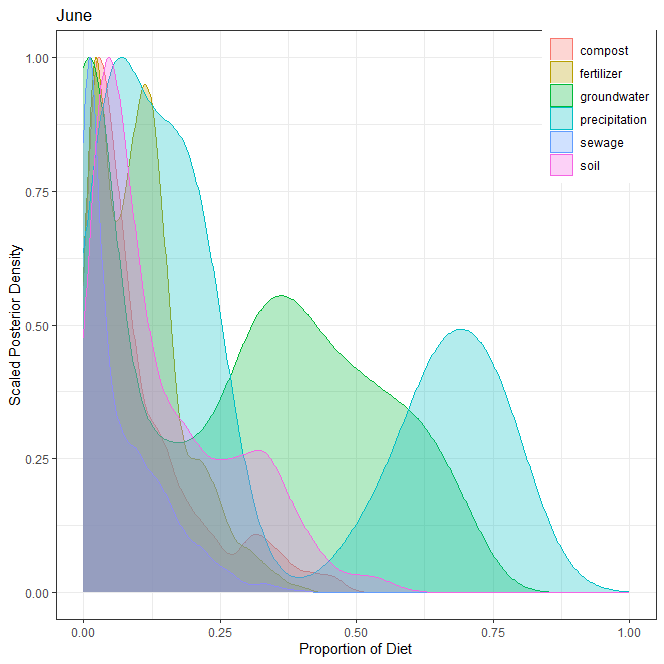 June
compost
fertilizer
groundwater
precipitation
sewage
soil
1.00
0.75
0.50
0.25
0.00
Scaled Posterior Density
0.00 0.25 0.50 0.75 1.00
Proportion of Diet